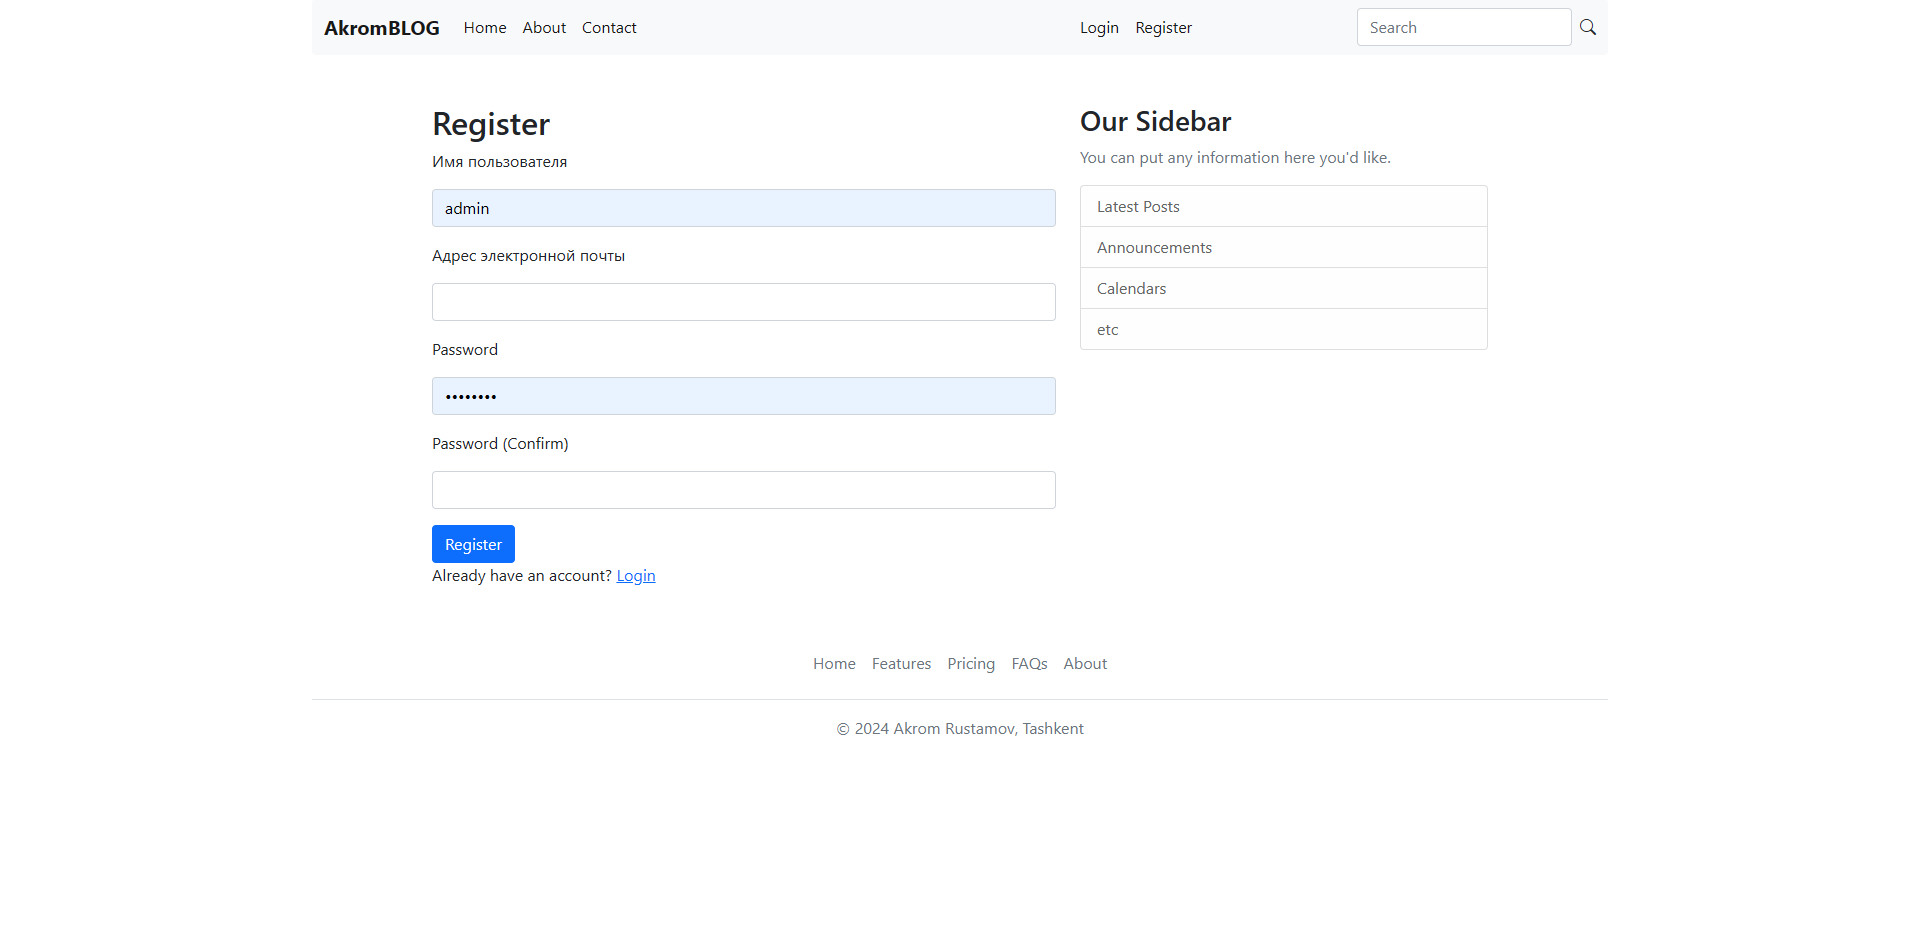 AkromBLOG Home About Contact Login Register Search
Register
Имя пользователя
admin
Адрес электронной почты
Password
••••••••
Password (Confirm)
Register
Already have an account? Login
Our Sidebar
You can put any information here you'd like.
Latest Posts
Announcements
Calendars
etc
Home Features Pricing FAQs About
© 2024 Akrom Rustamov, Tashkent